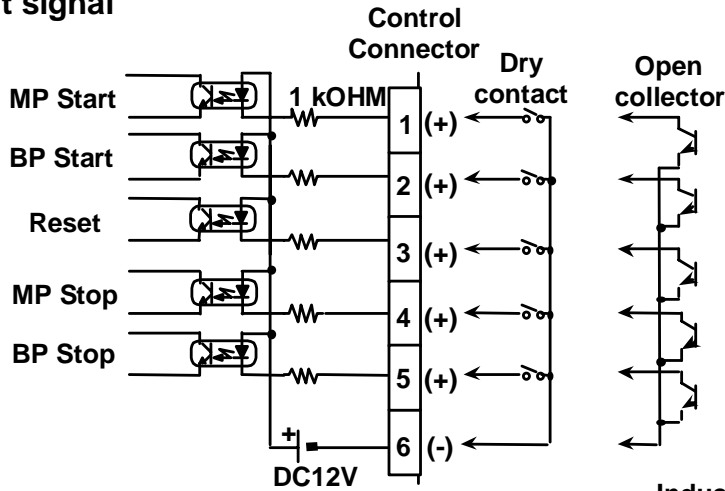 t signal
Control
Connector
Dry
contact
Open
collector
MP Start
1 kOHM
1 (+)
BP Start
2 (+)
Reset
3 (+)
MP Stop
4 (+)
BP Stop
5 (+)
+
6 (-)
DC12V
Indus